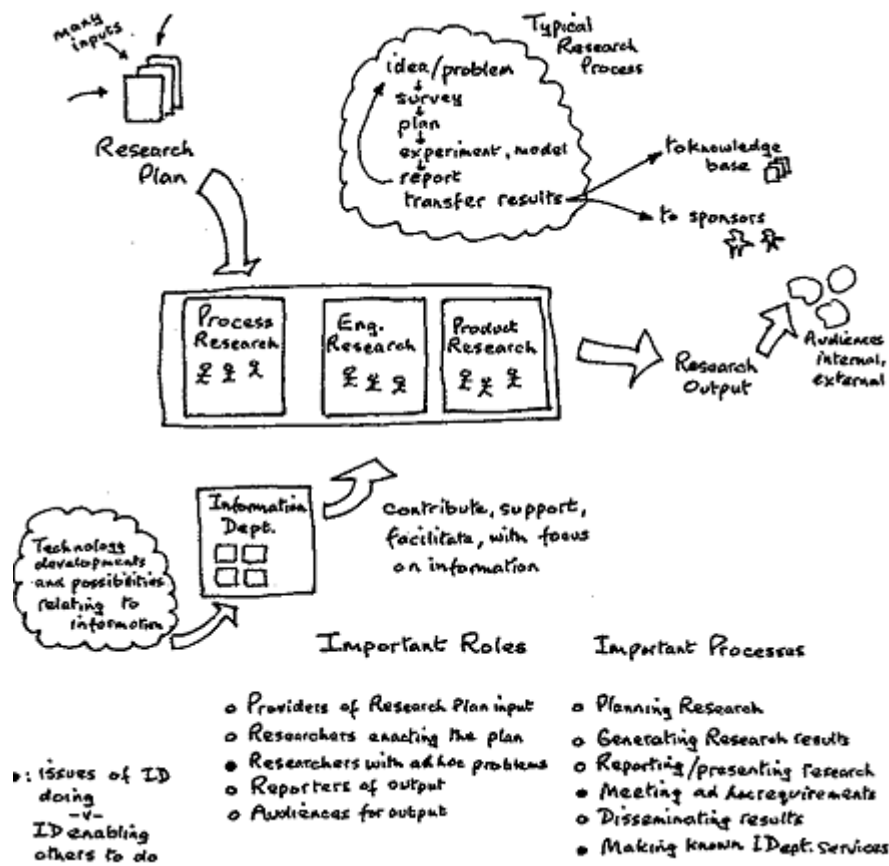 many
inputs
Research
Plan
Typical
Research
Process
idea/problem
survey
plan
experiment, model
report
transfer results
to knowledge
base
to sponsors
Process
Research
Eng.
Research
Product
Research
Research
Output
Audiences
internal,
external
Information
Dept.
contribute, support,
facilitate, with focus
on information
Technology
developments
and possibilities
relating to
information
Important Roles
o Providers of Research Plan input
o Researchers enacting the plan
• Researchers with ad hoc problems
o Reporters of output
o Audiences for output
Important Processes
o Planning Research
o Generating Research results
o Reporting/presenting research
• Meeting ad hoc requirements
o Disseminating results
• Making known I Dept. Services
•: issues of ID
doing
-v-
ID enabling
others to do